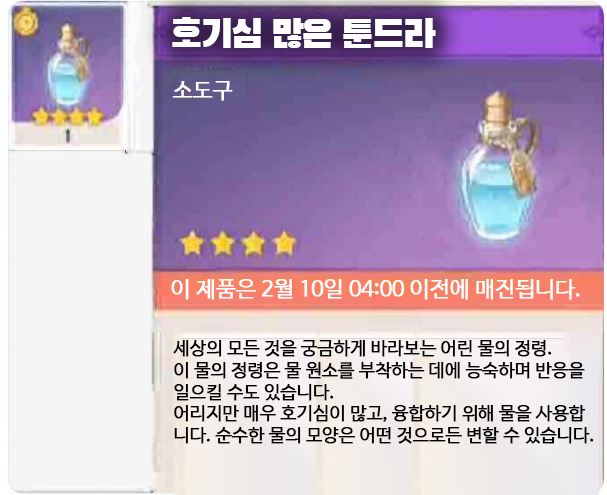 호기심 많은 툰드라
소도구
1
이 제품은 2월 10일 04:00 이전에 매진됩니다.
세상의 모든 것을 궁금하게 바라보는 어린 물의 정령.
이 물의 정령은 물 원소를 부착하는 데에 능숙하며 반응을
일으킬 수도 있습니다.
어리지만 매우 호기심이 많고, 융합하기 위해 물을 사용합
니다. 순수한 물의 모양은 어떤 것으로든 변할 수 있습니다.